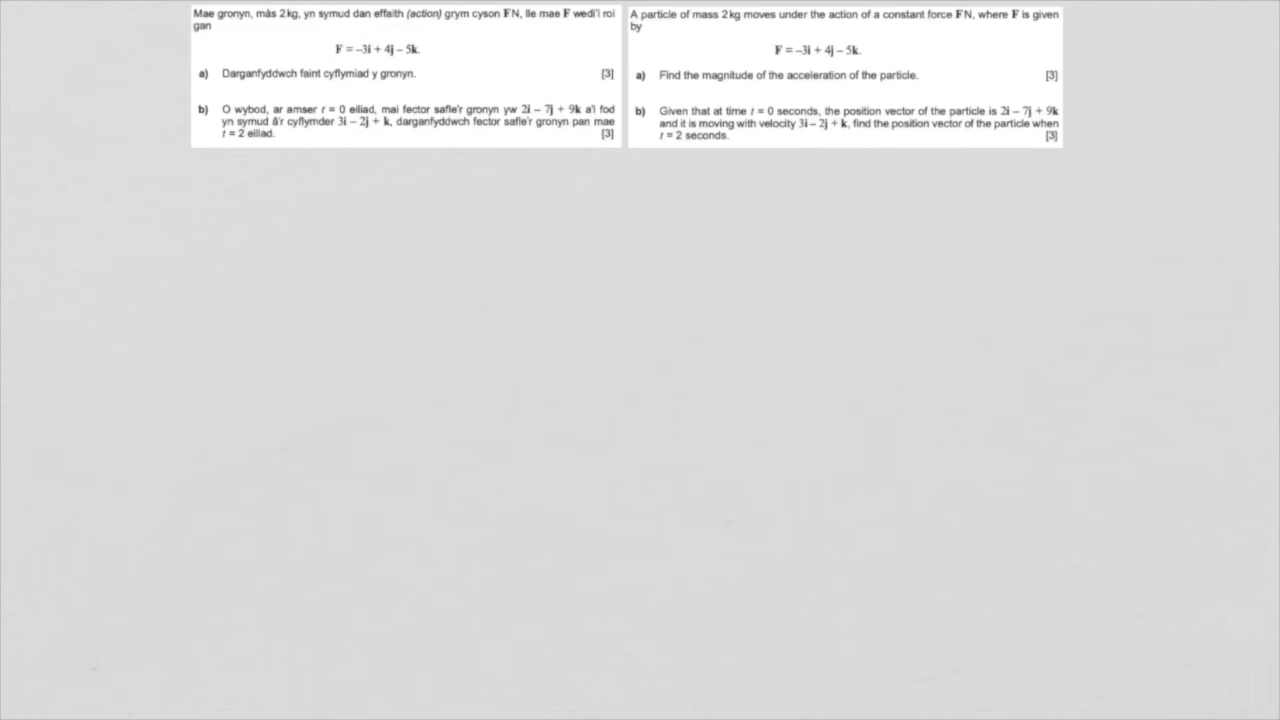 Mae gronyn, màs 2 kg, yn symud dan effaith (action) grym cyson F N, lle mae F wedi'i roi
gan
F = –3i + 4j – 5k.
a) Darganfyddwch faint cyflymiad y gronyn. [3]
b) O wybod, ar amser t = 0 eiliad, mai fector safle'r gronyn yw 2i – 7j + 9k a'i fod
yn symud â'r cyflymder 3i – 2j + k, darganfyddwch fector safle'r gronyn pan mae
t = 2 eiliad. [3]
A particle of mass 2 kg moves under the action of a constant force F N, where F is given
by
F = –3i + 4j – 5k.
a) Find the magnitude of the acceleration of the particle. [3]
b) Given that at time t = 0 seconds, the position vector of the particle is 2i – 7j + 9k
and it is moving with velocity 3i – 2j + k, find the position vector of the particle when
t = 2 seconds. [3]